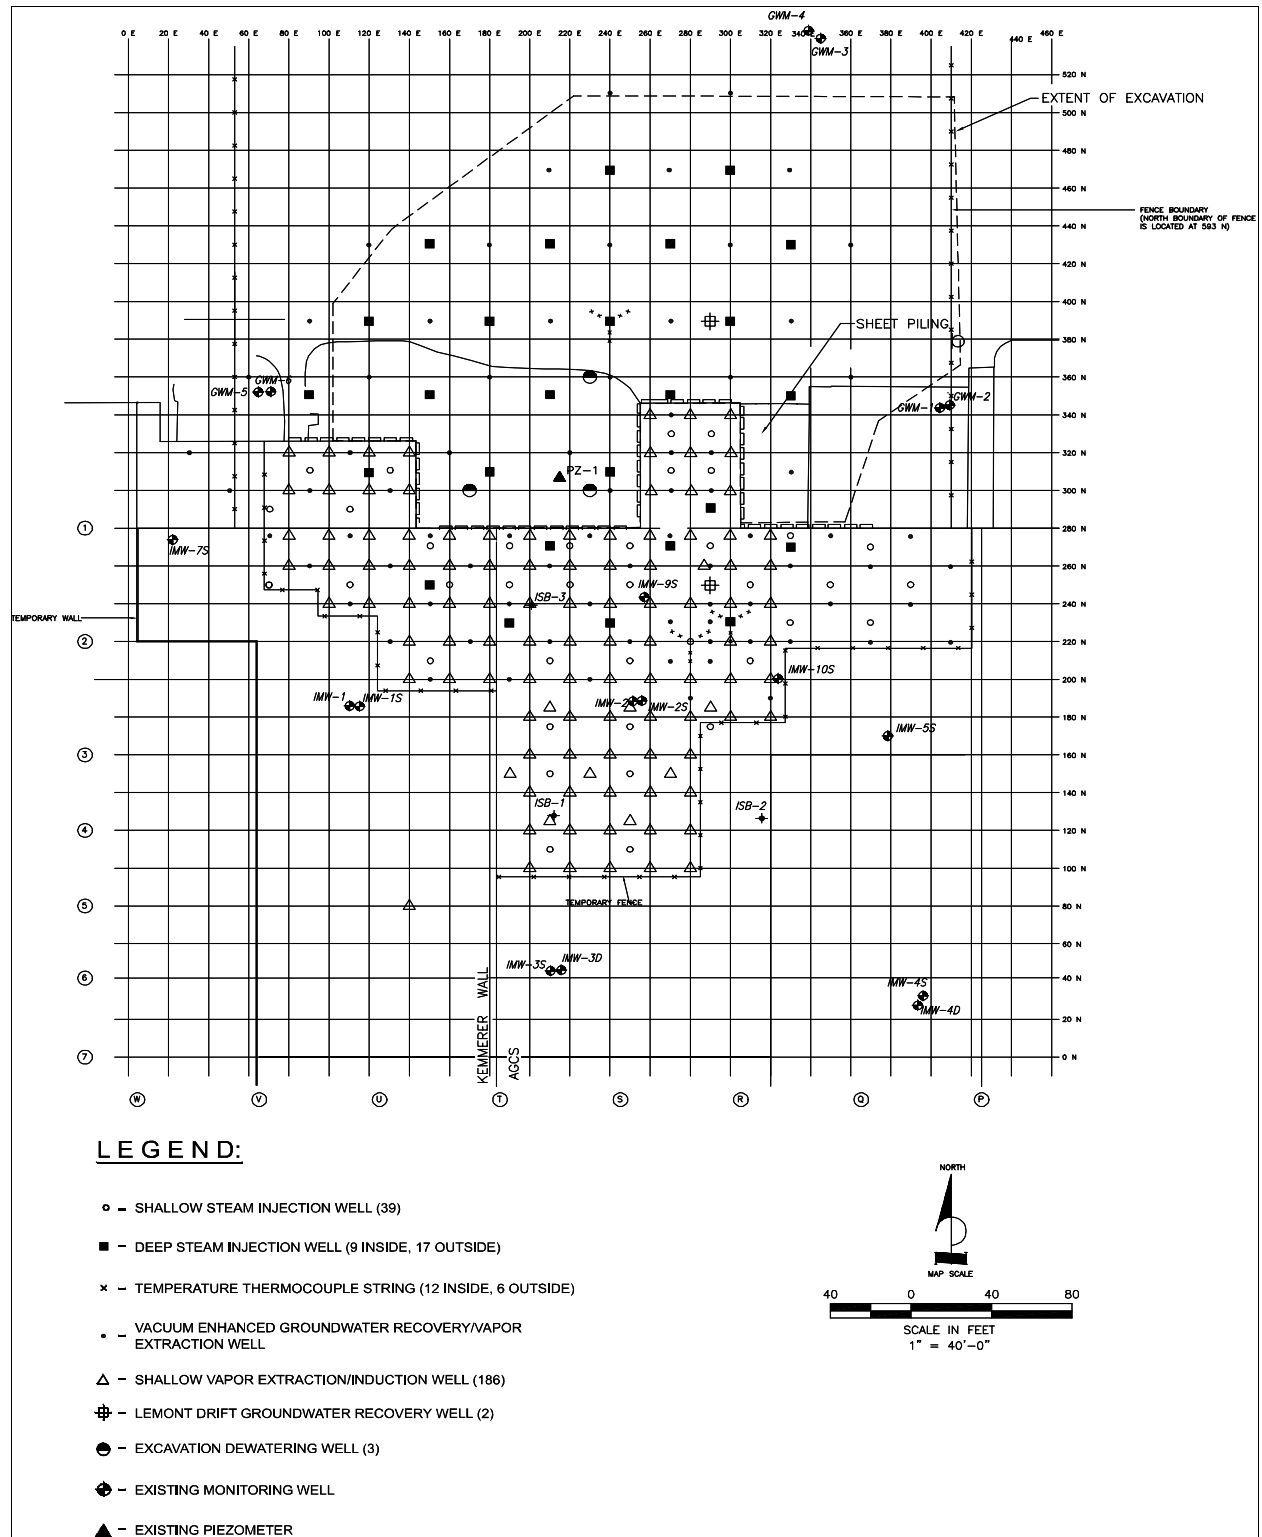 GWM-4
0 E 20 E 40 E 60 E 80 E 100 E 120 E 140 E 160 E 180 E 200 E 220 E 240 E 260 E 280 E 300 E 320 E 340 E 360 E 380 E 400 E 420 E 460 E
440 E
GWM-3
520 N
EXTENT OF EXCAVATION
500 N
480 N
460 N
FENCE BOUNDARY
(NORTH BOUNDARY OF FENCE
IS LOCATED AT 593 N)
440 N
420 N
400 N
SHEET PILING
380 N
360 N
GWM-6
GWM-5
GWM-2
GWM-1
340 N
320 N
PZ-1
300 N
1
280 N
IMW-7S
260 N
IMW-9S
ISB-3
240 N
TEMPORARY WALL
2
220 N
IMW-10S
200 N
IMW-1
IMW-1S
IMW-2
IMW-2S
180 N
IMW-5S
3
160 N
140 N
ISB-1
ISB-2
4
120 N
100 N
TEMPORARY FENCE
5
80 N
60 N
IMW-3S
IMW-3D
6
40 N
IMW-4S
IMW-4D
20 N
KEMMERER WALL
AGCS
7
0 N
W V U T S R Q P
LEGEND:
- SHALLOW STEAM INJECTION WELL (39)
- DEEP STEAM INJECTION WELL (9 INSIDE, 17 OUTSIDE)
- TEMPERATURE THERMOCOUPLE STRING (12 INSIDE, 6 OUTSIDE)
- VACUUM ENHANCED GROUNDWATER RECOVERY/VAPOR
EXTRACTION WELL
- SHALLOW VAPOR EXTRACTION/INDUCTION WELL (186)
- LEMONT DRIFT GROUNDWATER RECOVERY WELL (2)
- EXCAVATION DEWATERING WELL (3)
- EXISTING MONITORING WELL
- EXISTING PIEZOMETER
NORTH
MAP SCALE
40 0 40 80
SCALE IN FEET
1" = 40'-0"